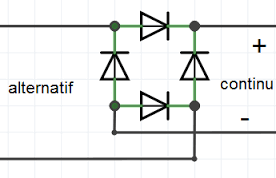 +
alternatif
continu
-